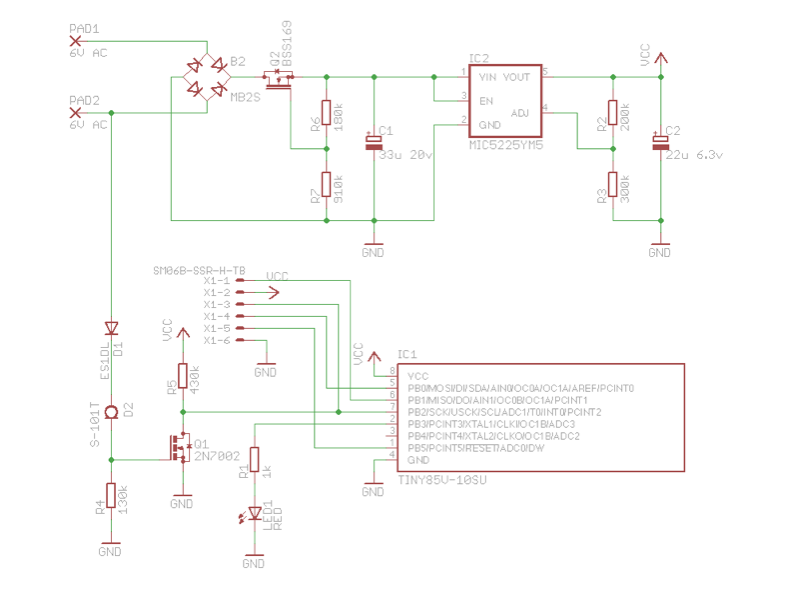 PAD1
6V AC
PAD2
6V AC
B2
MB2S
Q2
BSS169
R6
180k
R7
910k
C1
33u 20v
GND
IC2
1 VIN VOUT 5
3 EN
ADJ 4
2 GND
MIC5225YM5
R2
200k
R3
300k
VCC
C2
22u 6.3v
GND
SM06B-SSR-H-TB
X1-1
X1-2
X1-3
X1-4
X1-5
X1-6
VCC
GND
D1
ES1DL
VCC
R5
430k
D2
S-101T
Q1
2N7002
GND
R4
130k
GND
R1
1k
LED1
RED
GND
VCC
IC1
8 VCC
5 PB0/MOSI/DI/SDA/AIN0/OC0A/OC1A/AREF/PCINT0
6 PB1/MISO/DO/AIN1/OC0B/OC1A/PCINT1
7 PB2/SCK/USCK/SCL/ADC1/T0/INT0/PCINT2
2 PB3/PCINT3/XTAL1/CLKI/OC1B/ADC3
3 PB4/PCINT4/XTAL2/CLKO/OC1B/ADC2
1 PB5/PCINT5/RESET/ADC0/DW
4 GND
TINY85V-10SU
GND